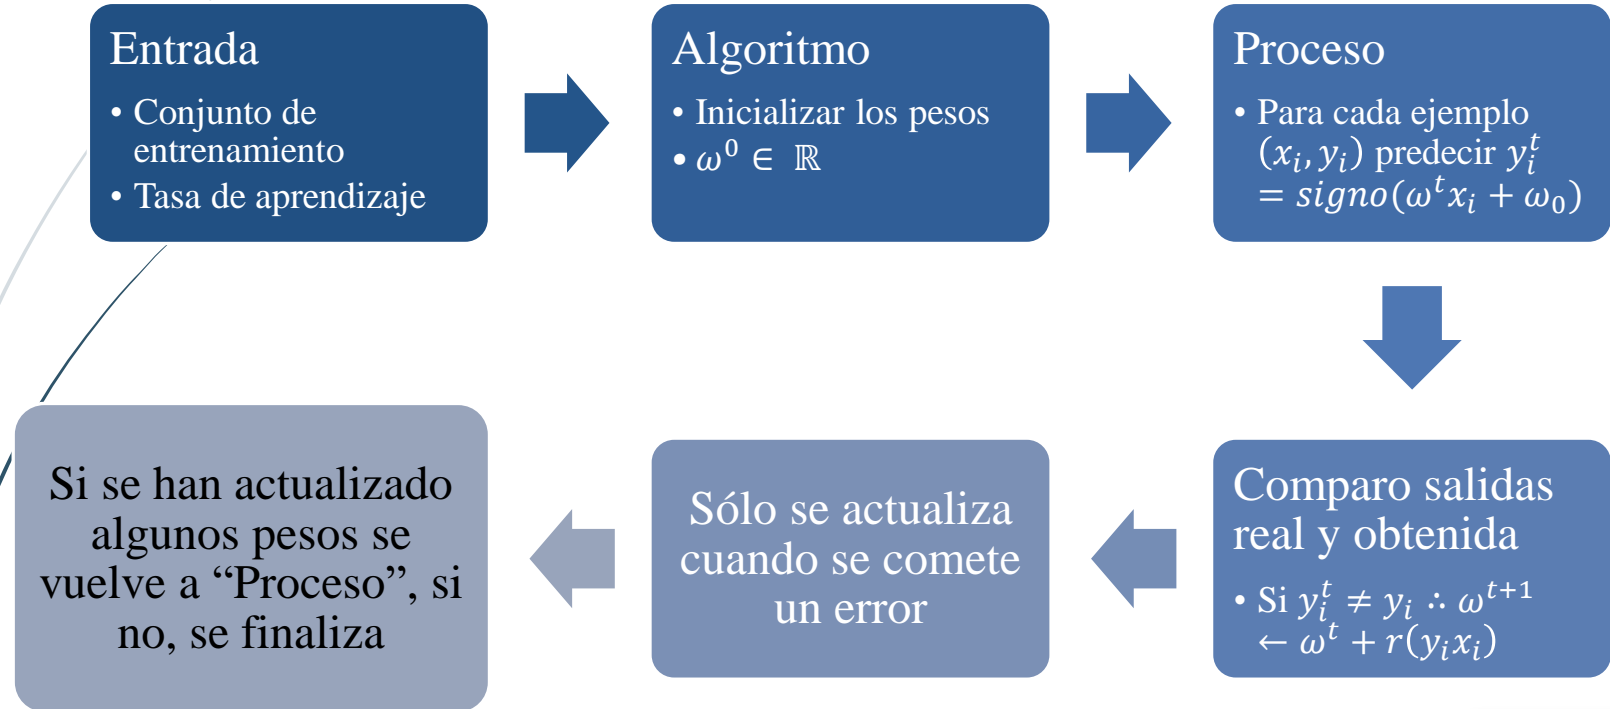 Entrada
• Conjunto de
entrenamiento
• Tasa de aprendizaje
Algoritmo
• Inicializar los pesos
• ω⁰ ∈ ℝ
Proceso
• Para cada ejemplo
(xᵢ, yᵢ) predecir yᵢᵗ
= signo(ωᵗxᵢ + ω₀)
Comparo salidas
real y obtenida
• Si yᵢᵗ ≠ yᵢ ∴ ωᵗ⁺¹
← ωᵗ + r(yᵢxᵢ)
Sólo se actualiza
cuando se comete
un error
Si se han actualizado
algunos pesos se
vuelve a “Proceso”, si
no, se finaliza